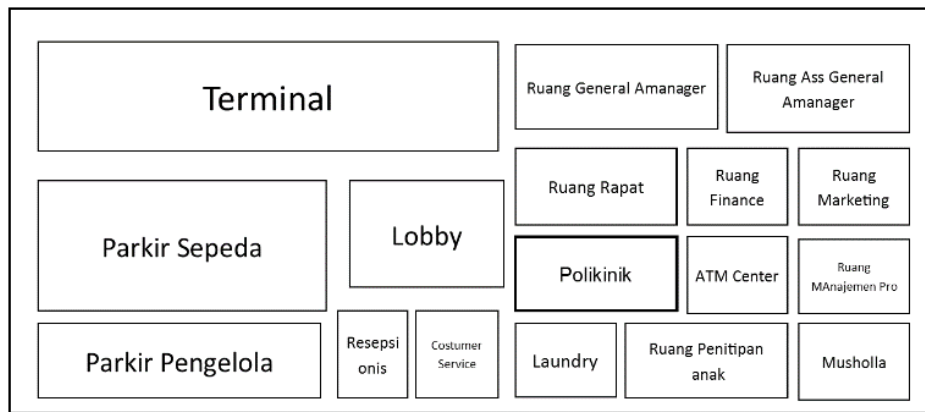 Terminal
Ruang General Amanager
Ruang Ass General
Amanager
Parkir Sepeda
Lobby
Ruang Rapat
Ruang
Finance
Ruang
Marketing
Polikinik
ATM Center
Ruang
MAnajemen Pro
Parkir Pengelola
Resepsi
onis
Costumer
Service
Laundry
Ruang Penitipan
anak
Musholla